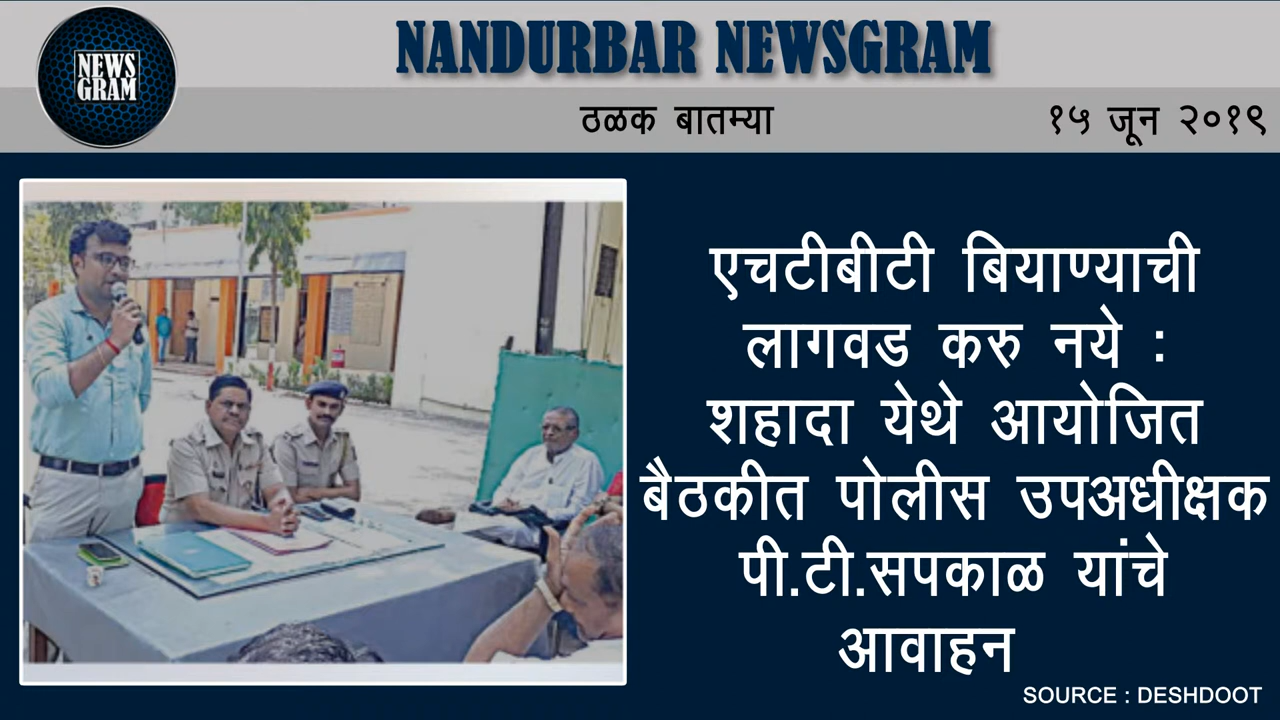 NEWS
GRAM
NANDURBAR NEWSGRAM
ठळक बातम्या
१५ जून २०१९
एचटीबीटी बियाण्याची
लागवड करु नये :
शहादा येथे आयोजित
बैठकीत पोलीस उपअधीक्षक
पी.टी.सपकाळ यांचे
आवाहन
SOURCE : DESHDOOT